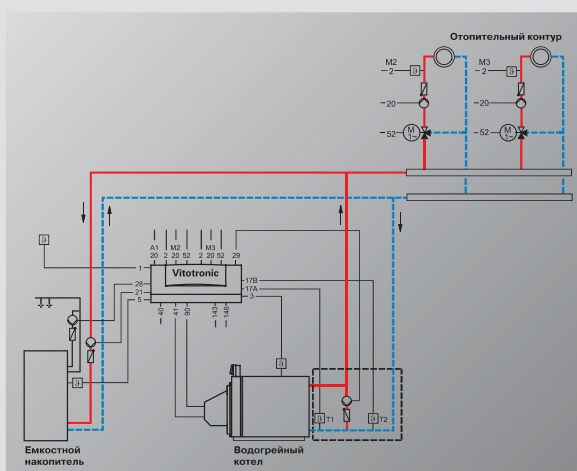 Отопительный контур
M2 M3
2 2
20 20
52 M 1~ 52 M 1~
A1 M2 M3
20 2 20 52 2 20 52 29
Vitotronic
1
28
21
5
17B
17A
3
40 41 90 143 146
T1 T2
Емкостной
накопитель
Водогрейный
котел